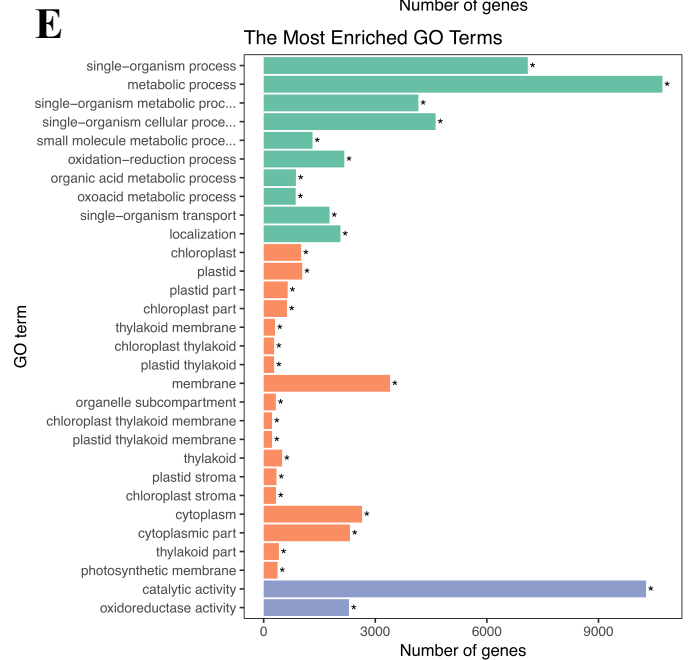 Number of genes
E
The Most Enriched GO Terms
single−organism process
*
metabolic process
*
single−organism metabolic proc...
*
single−organism cellular proce...
*
small molecule metabolic proce...
*
oxidation−reduction process
*
organic acid metabolic process
*
oxoacid metabolic process
*
single−organism transport
*
localization
*
chloroplast
*
plastid
*
plastid part
*
chloroplast part
*
thylakoid membrane
*
chloroplast thylakoid
*
plastid thylakoid
*
membrane
*
organelle subcompartment
*
chloroplast thylakoid membrane
*
plastid thylakoid membrane
*
thylakoid
*
plastid stroma
*
chloroplast stroma
*
cytoplasm
*
cytoplasmic part
*
thylakoid part
*
photosynthetic membrane
*
catalytic activity
*
oxidoreductase activity
*
GO term
0 3000 6000 9000
Number of genes